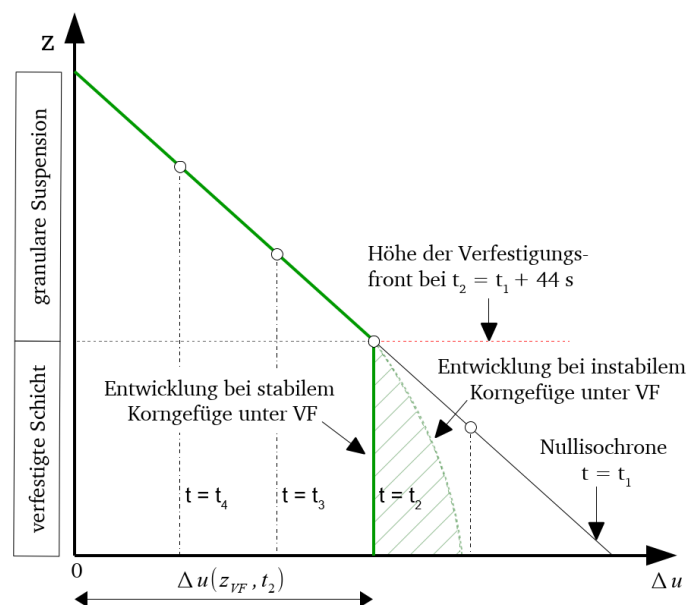 z
granulare Suspension
verfestigte Schicht
Höhe der Verfestigungs-
front bei t₂ = t₁ + 44 s
Entwicklung bei instabilem
Korngefüge unter VF
Entwicklung bei stabilem
Korngefüge unter VF
Nullisochrone
t = t₁
t = t₄
t = t₃
t = t₂
0
Δu(z_VF, t₂)
Δu